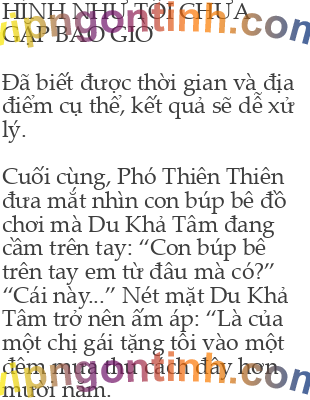 HÌNH NHƯ TÔI CHƯA
GẶP BAO GIỜ
Đã biết được thời gian và địa
điểm cụ thể, kết quả sẽ dễ xử
lý.
Cuối cùng, Phó Thiên Thiên
đưa mắt nhìn con búp bê đồ
chơi mà Du Khả Tâm đang
cầm trên tay: “Con búp bê
trên tay em từ đâu mà có?”
“Cái này...” Nét mặt Du Khả
Tâm trở nên ấm áp: “Là của
một chị gái tặng tôi vào một
đêm mưa thu cách đây hơn
mười năm.
vipngontinh.com
vipngontinh.com